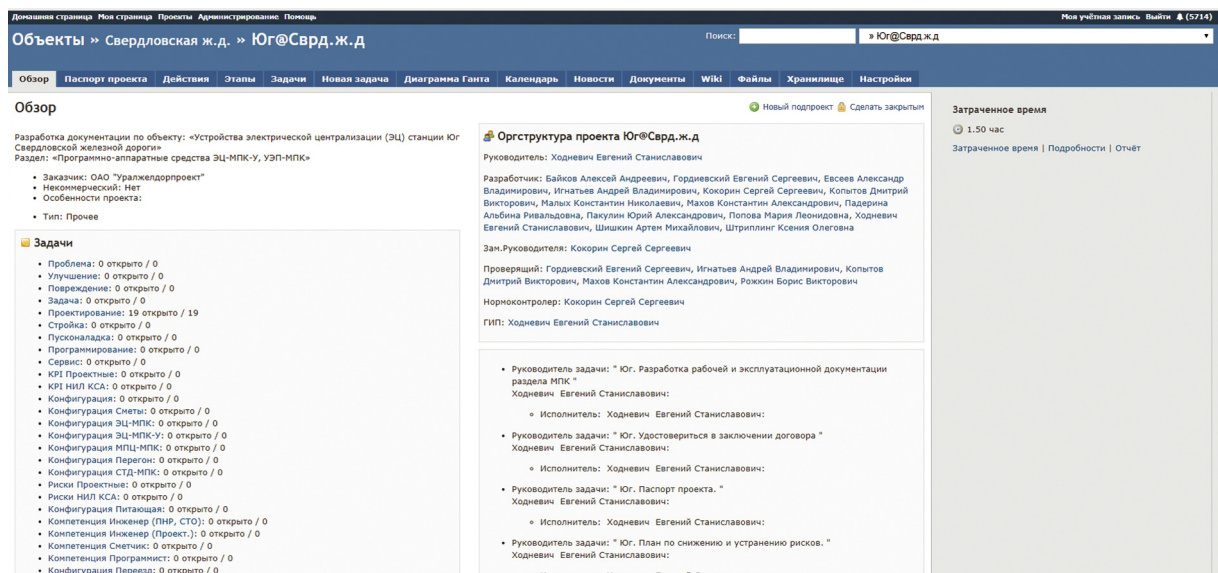 Домашняя страница Моя страница Проекты Администрирование Помощь
Моя учётная запись Выйти (5714)
Объекты » Свердловская ж.д. » Юг@Сврд.ж.д
Поиск:
» Юг@Сврд.ж.д
Обзор Паспорт проекта Действия Этапы Задачи Новая задача Диаграмма Ганта Календарь Новости Документы Wiki Файлы Хранилище Настройки
Обзор
Новый подпроект Сделать закрытым
Разработка документации по объекту: «Устройства электрической централизации (ЭЦ) станции Юг
Свердловской железной дороги»
Раздел: «Программно-аппаратные средства ЭЦ-МПК-У, УЭП-МПК»
• Заказчик: ОАО "Уралжелдорпроект"
• Некоммерческий: Нет
• Особенности проекта:
• Тип: Прочее
Задачи
• Проблема: 0 открыто / 0
• Улучшение: 0 открыто / 0
• Повреждение: 0 открыто / 0
• Задача: 0 открыто / 0
• Проектирование: 19 открыто / 19
• Стройка: 0 открыто / 0
• Пусконаладка: 0 открыто / 0
• Программирование: 0 открыто / 0
• Сервис: 0 открыто / 0
• KPI Проектные: 0 открыто / 0
• KPI НИЛ КСА: 0 открыто / 0
• Конфигурация: 0 открыто / 0
• Конфигурация Сметы: 0 открыто / 0
• Конфигурация ЭЦ-МПК: 0 открыто / 0
• Конфигурация ЭЦ-МПК-У: 0 открыто / 0
• Конфигурация МПЦ-МПК: 0 открыто / 0
• Конфигурация Перегон: 0 открыто / 0
• Конфигурация СТД-МПК: 0 открыто / 0
• Риски Проектные: 0 открыто / 0
• Риски НИЛ КСА: 0 открыто / 0
• Конфигурация Питающая: 0 открыто / 0
• Компетенция Инженер (ПНР, СТО): 0 открыто / 0
• Компетенция Инженер (Проект.): 0 открыто / 0
• Компетенция Сметчик: 0 открыто / 0
• Компетенция Программист: 0 открыто / 0
• Конфигурация Переезд: 0 открыто / 0
Оргструктура проекта Юг@Сврд.ж.д
Руководитель: Ходневич Евгений Станиславович
Разработчик: Байков Алексей Андреевич, Гордиевский Евгений Сергеевич, Евсеев Александр
Владимирович, Игнатьев Андрей Владимирович, Кокорин Сергей Сергеевич, Копытов Дмитрий
Викторович, Малых Константин Николаевич, Махов Константин Александрович, Падерина
Альбина Ривальдовна, Пакулин Юрий Александрович, Попова Мария Леонидовна, Ходневич
Евгений Станиславович, Шишкин Артем Михайлович, Штриплинг Ксения Олеговна
Зам.Руководителя: Кокорин Сергей Сергеевич
Проверящий: Гордиевский Евгений Сергеевич, Игнатьев Андрей Владимирович, Копытов
Дмитрий Викторович, Махов Константин Александрович, Рожкин Борис Викторович
Нормоконтролер: Кокорин Сергей Сергеевич
ГИП: Ходневич Евгений Станиславович
• Руководитель задачи: " Юг. Разработка рабочей и эксплуатационной документации
раздела МПК "
Ходневич Евгений Станиславович:
◦ Исполнитель: Ходневич Евгений Станиславович:
• Руководитель задачи: " Юг. Удостовериться в заключении договора "
Ходневич Евгений Станиславович:
◦ Исполнитель: Ходневич Евгений Станиславович:
• Руководитель задачи: " Юг. Паспорт проекта. "
Ходневич Евгений Станиславович:
◦ Исполнитель: Ходневич Евгений Станиславович:
• Руководитель задачи: " Юг. План по снижению и устранению рисков. "
Ходневич Евгений Станиславович:
Затраченное время
1.50 час
Затраченное время | Подробности | Отчёт